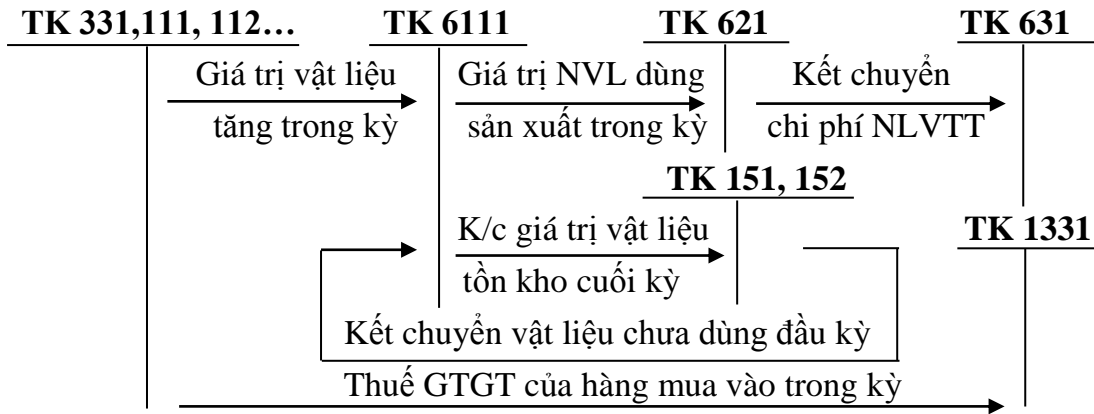 TK 331,111, 112… TK 6111 TK 621 TK 631
Giá trị vật liệu Giá trị NVL dùng Kết chuyển
tăng trong kỳ sản xuất trong kỳ chi phí NLVTT
TK 151, 152
K/c giá trị vật liệu TK 1331
tồn kho cuối kỳ
Kết chuyển vật liệu chưa dùng đầu kỳ
Thuế GTGT của hàng mua vào trong kỳ